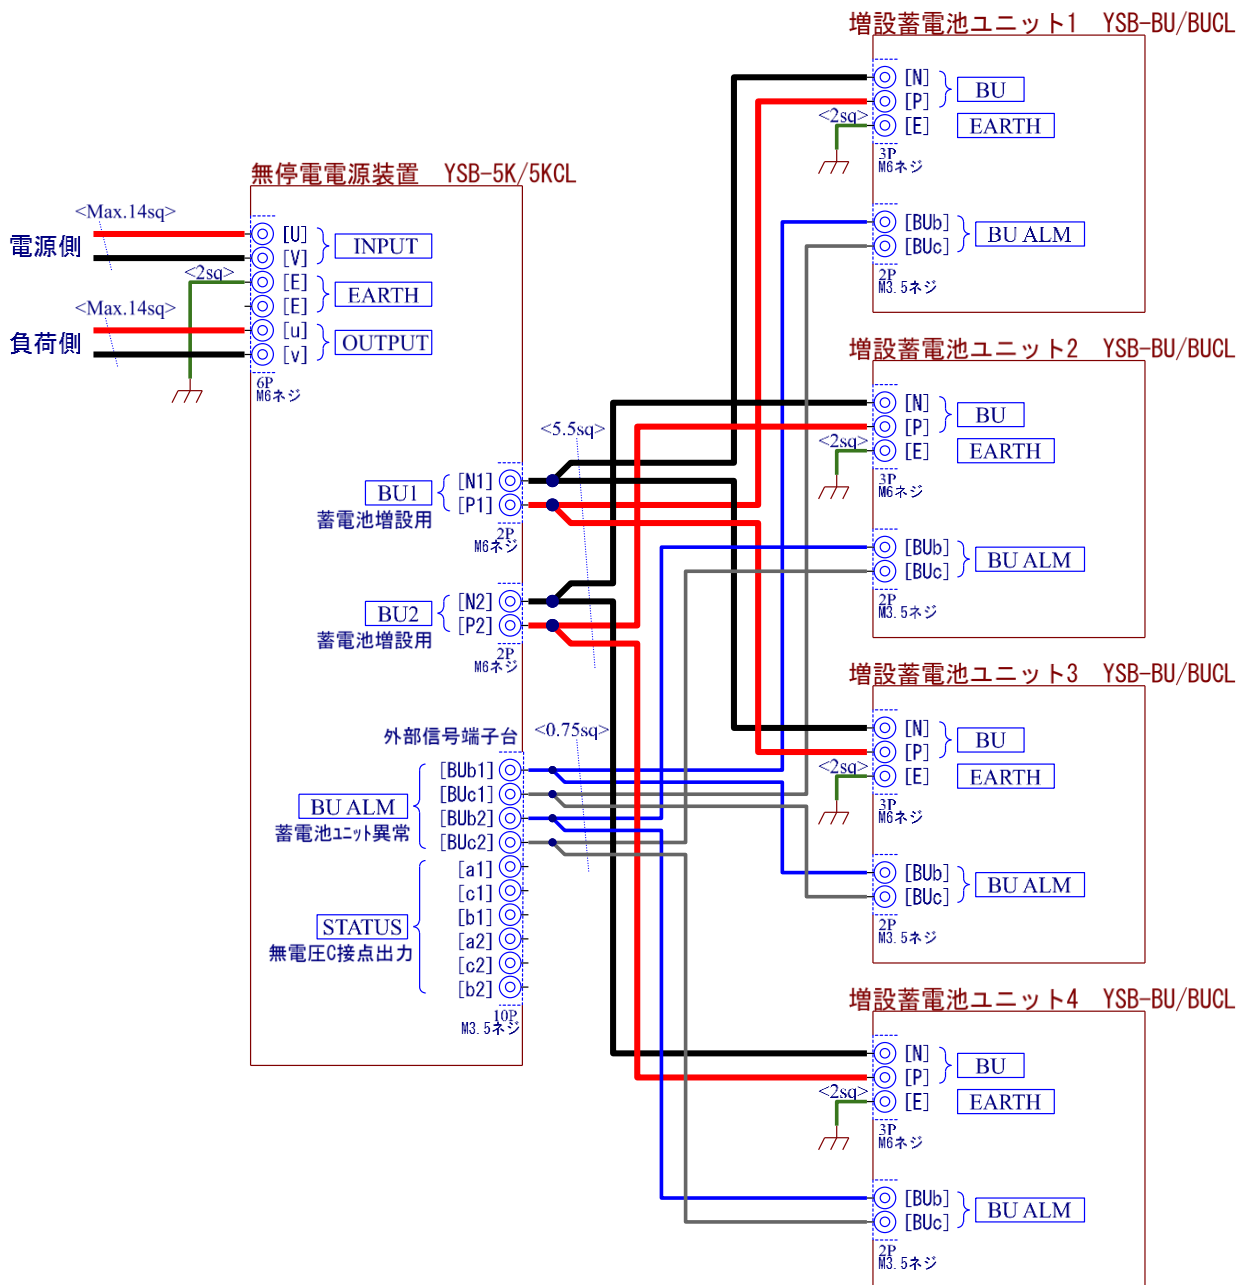 増設蓄電池ユニット1 YSB-BU/BUCL
[N]
[P]
BU
<2sq>
[E]
EARTH
3P
M6ネジ
[BUb]
[BUc]
BU ALM
2P
M3.5ネジ
無停電電源装置 YSB-5K/5KCL
<Max.14sq>
電源側
[U]
[V]
INPUT
<2sq>
[E]
[E]
EARTH
<Max.14sq>
負荷側
[u]
[v]
OUTPUT
6P
M6ネジ
増設蓄電池ユニット2 YSB-BU/BUCL
[N]
[P]
BU
<2sq>
[E]
EARTH
3P
M6ネジ
[BUb]
[BUc]
BU ALM
2P
M3.5ネジ
<5.5sq>
BU1
蓄電池増設用
[N1]
[P1]
2P
M6ネジ
BU2
蓄電池増設用
[N2]
[P2]
2P
M6ネジ
増設蓄電池ユニット3 YSB-BU/BUCL
[N]
[P]
BU
<2sq>
[E]
EARTH
3P
M6ネジ
[BUb]
[BUc]
BU ALM
2P
M3.5ネジ
外部信号端子台
<0.75sq>
BU ALM
蓄電池ユニット異常
[BUb1]
[BUc1]
[BUb2]
[BUc2]
STATUS
無電圧C接点出力
[a1]
[c1]
[b1]
[a2]
[c2]
[b2]
10P
M3.5ネジ
増設蓄電池ユニット4 YSB-BU/BUCL
[N]
[P]
BU
<2sq>
[E]
EARTH
3P
M6ネジ
[BUb]
[BUc]
BU ALM
2P
M3.5ネジ